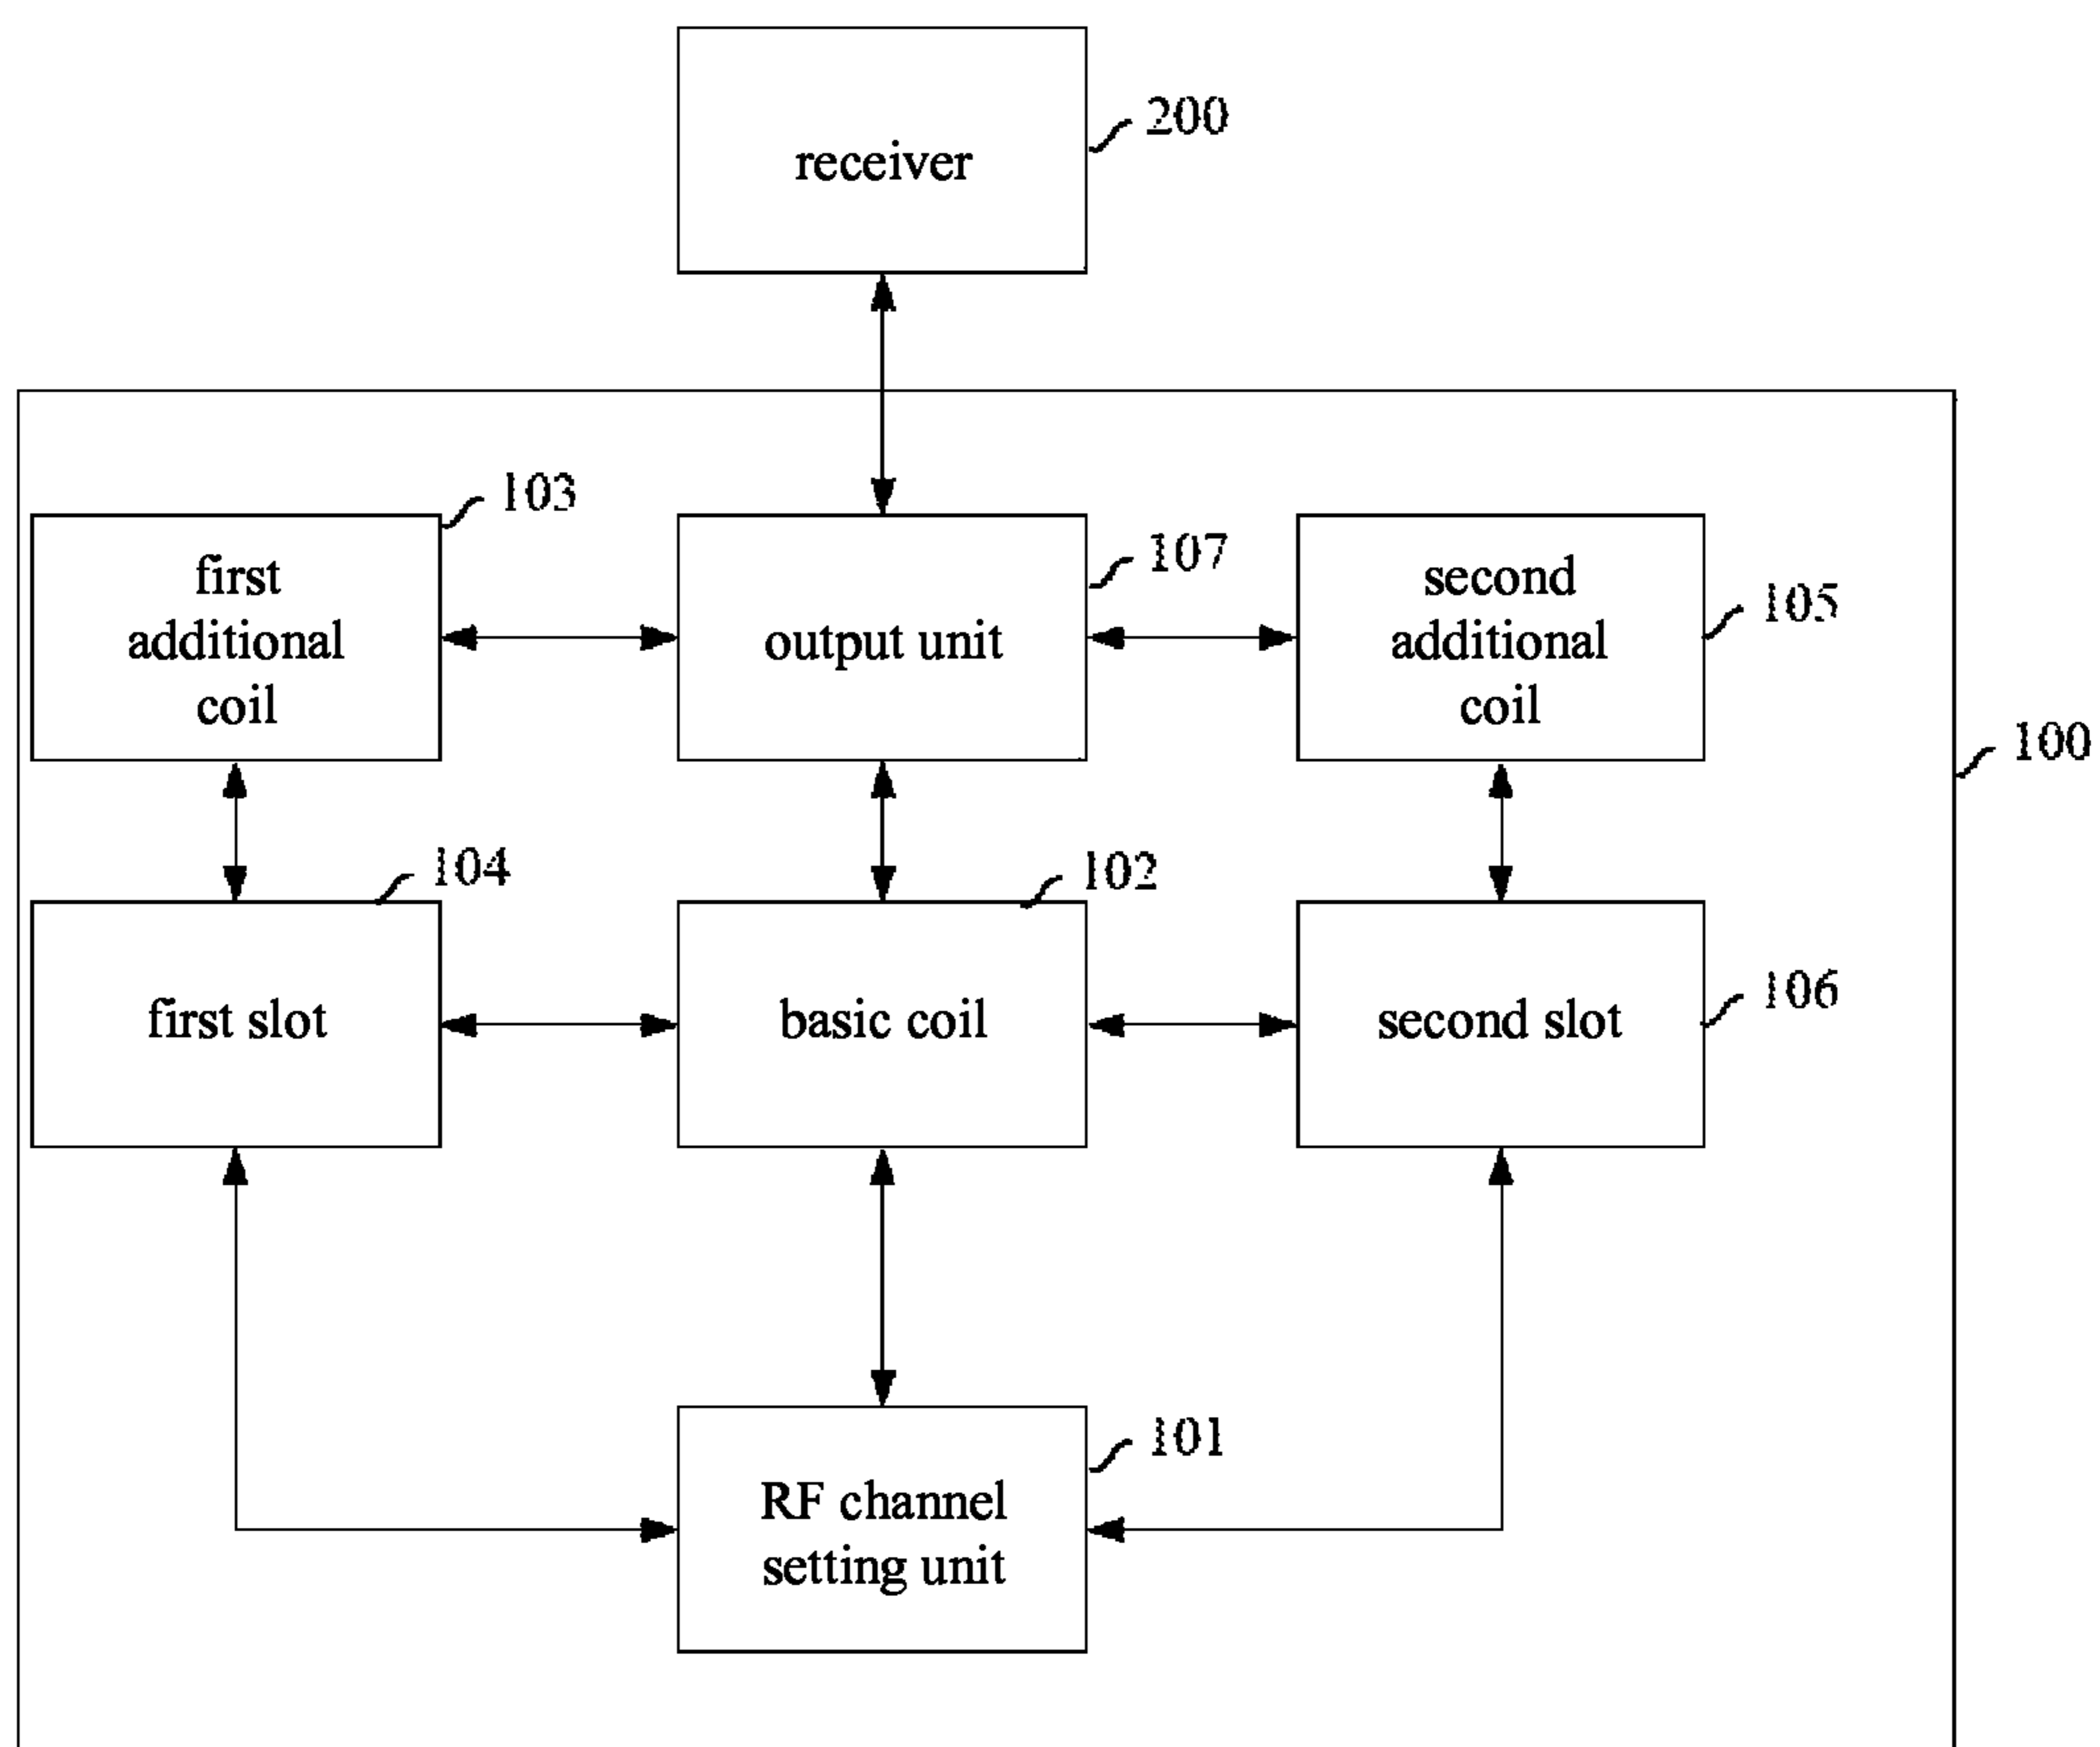 receiver
200
103
first
additional
coil
107
output unit
second
additional
coil
105
100
104
first slot
102
basic coil
second slot
106
101
RF channel
setting unit